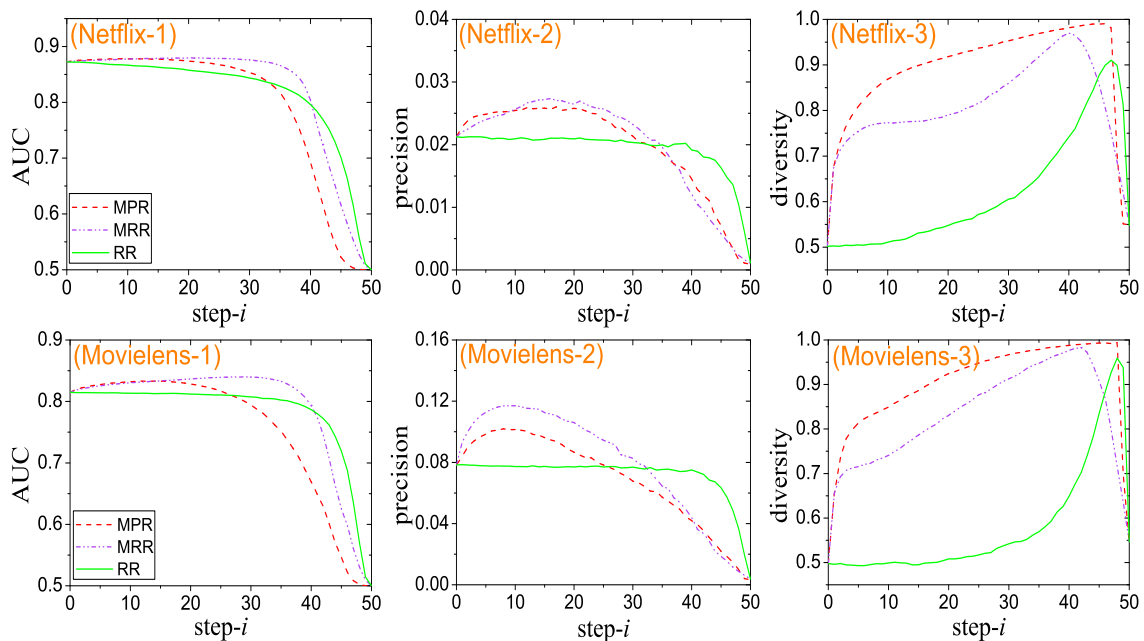 (Netflix-1)
0.9
0.8
0.7
0.6
0.5
AUC
MPR
MRR
RR
0 10 20 30 40 50
step-i
(Netflix-2)
0.04
0.03
0.02
0.01
0.00
precision
0 10 20 30 40 50
step-i
(Netflix-3)
1.0
0.9
0.8
0.7
0.6
0.5
diversity
0 10 20 30 40 50
step-i
(Movielens-1)
0.9
0.8
0.7
0.6
0.5
AUC
MPR
MRR
RR
0 10 20 30 40 50
step-i
(Movielens-2)
0.16
0.12
0.08
0.04
0.00
precision
0 10 20 30 40 50
step-i
(Movielens-3)
1.0
0.9
0.8
0.7
0.6
0.5
diversity
0 10 20 30 40 50
step-i